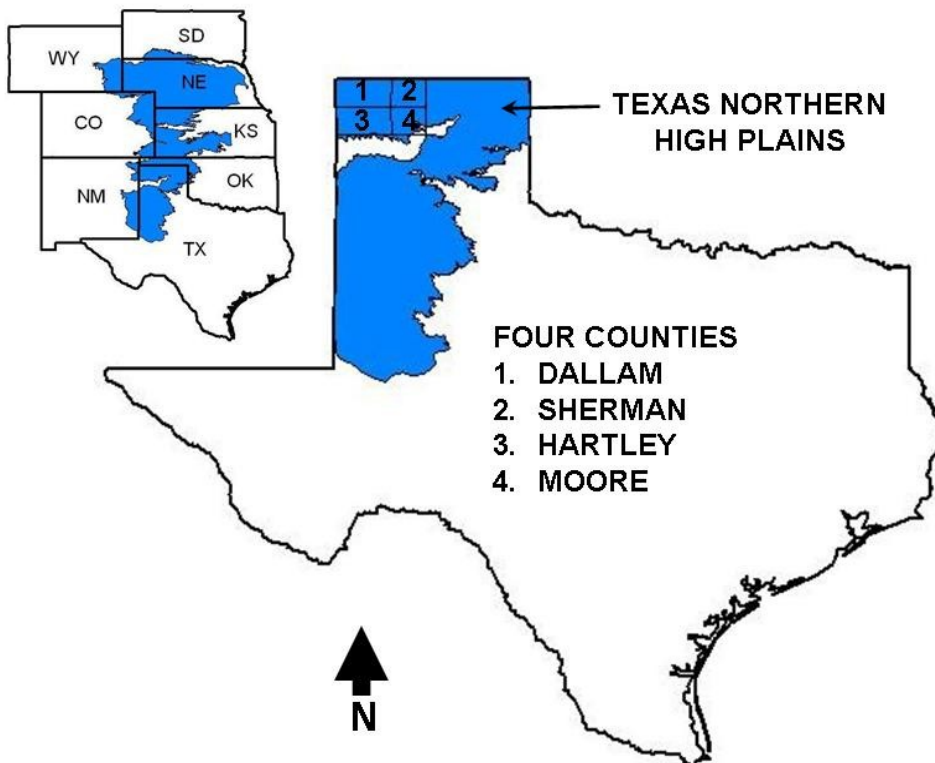 SD
WY
NE
CO
KS
NM
OK
TX
1 2
3 4
TEXAS NORTHERN
HIGH PLAINS
FOUR COUNTIES
1. DALLAM
2. SHERMAN
3. HARTLEY
4. MOORE
N